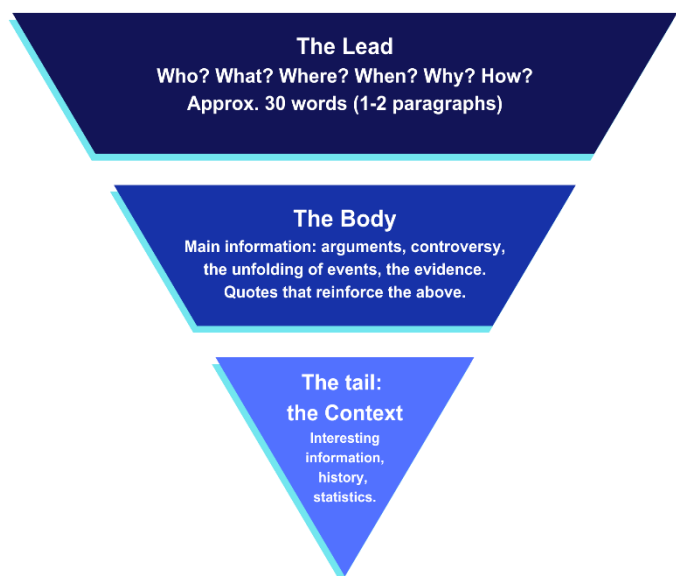 The Lead
Who? What? Where? When? Why? How?
Approx. 30 words (1-2 paragraphs)
The Body
Main information: arguments, controversy,
the unfolding of events, the evidence.
Quotes that reinforce the above.
The tail:
the Context
Interesting
information,
history,
statistics.